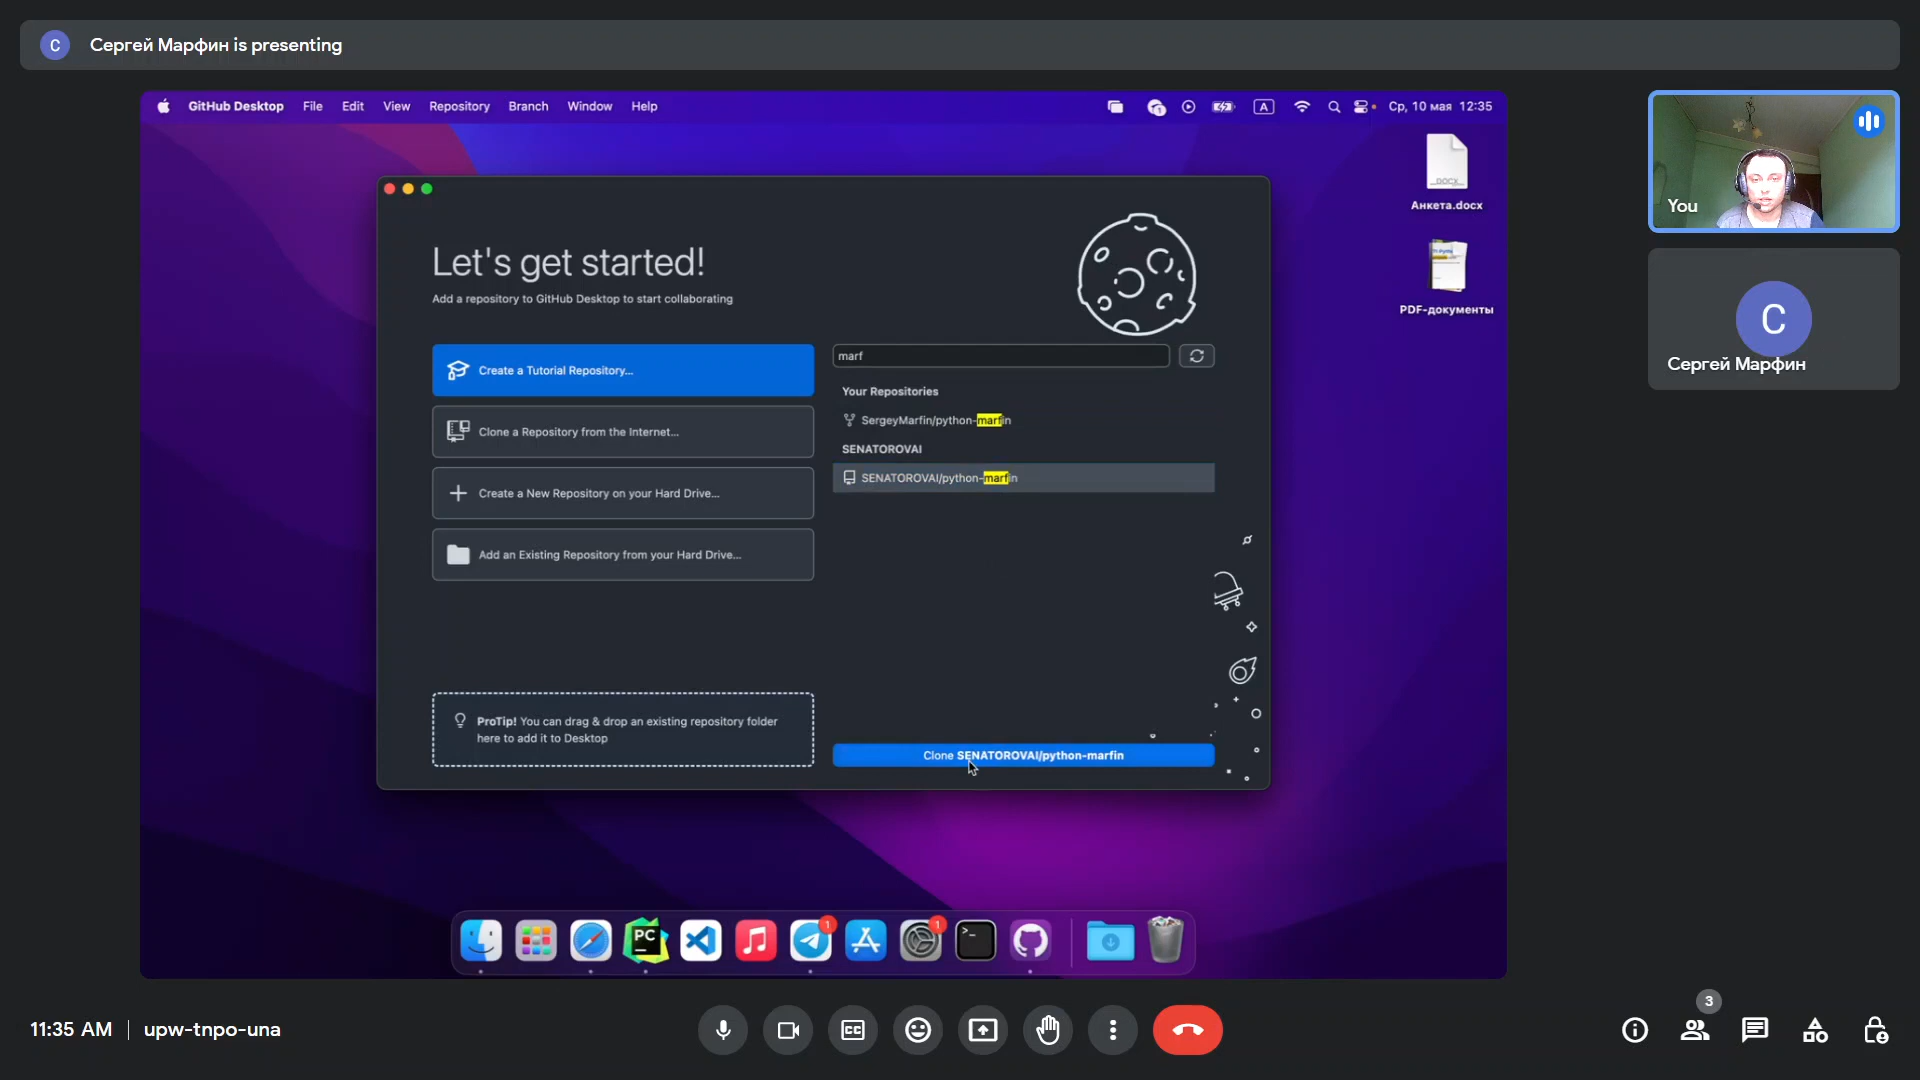 С Сергей Марфин is presenting
GitHub Desktop File Edit View Repository Branch Window Help A Ср, 10 мая 12:35
DOCX
Анкета.docx
PDF-документы
You
С
Сергей Марфин
Let's get started!
Add a repository to GitHub Desktop to start collaborating
Create a Tutorial Repository...
Clone a Repository from the Internet...
Create a New Repository on your Hard Drive...
Add an Existing Repository from your Hard Drive...
ProTip! You can drag & drop an existing repository folder
here to add it to Desktop
marf
Your Repositories
SergeyMarfin/python-marfin
SENATOROVAI
SENATOROVAI/python-marfin
Clone SENATOROVAI/python-marfin
PC
1
1
11:35 AM | upw-tnpo-una
CC
3